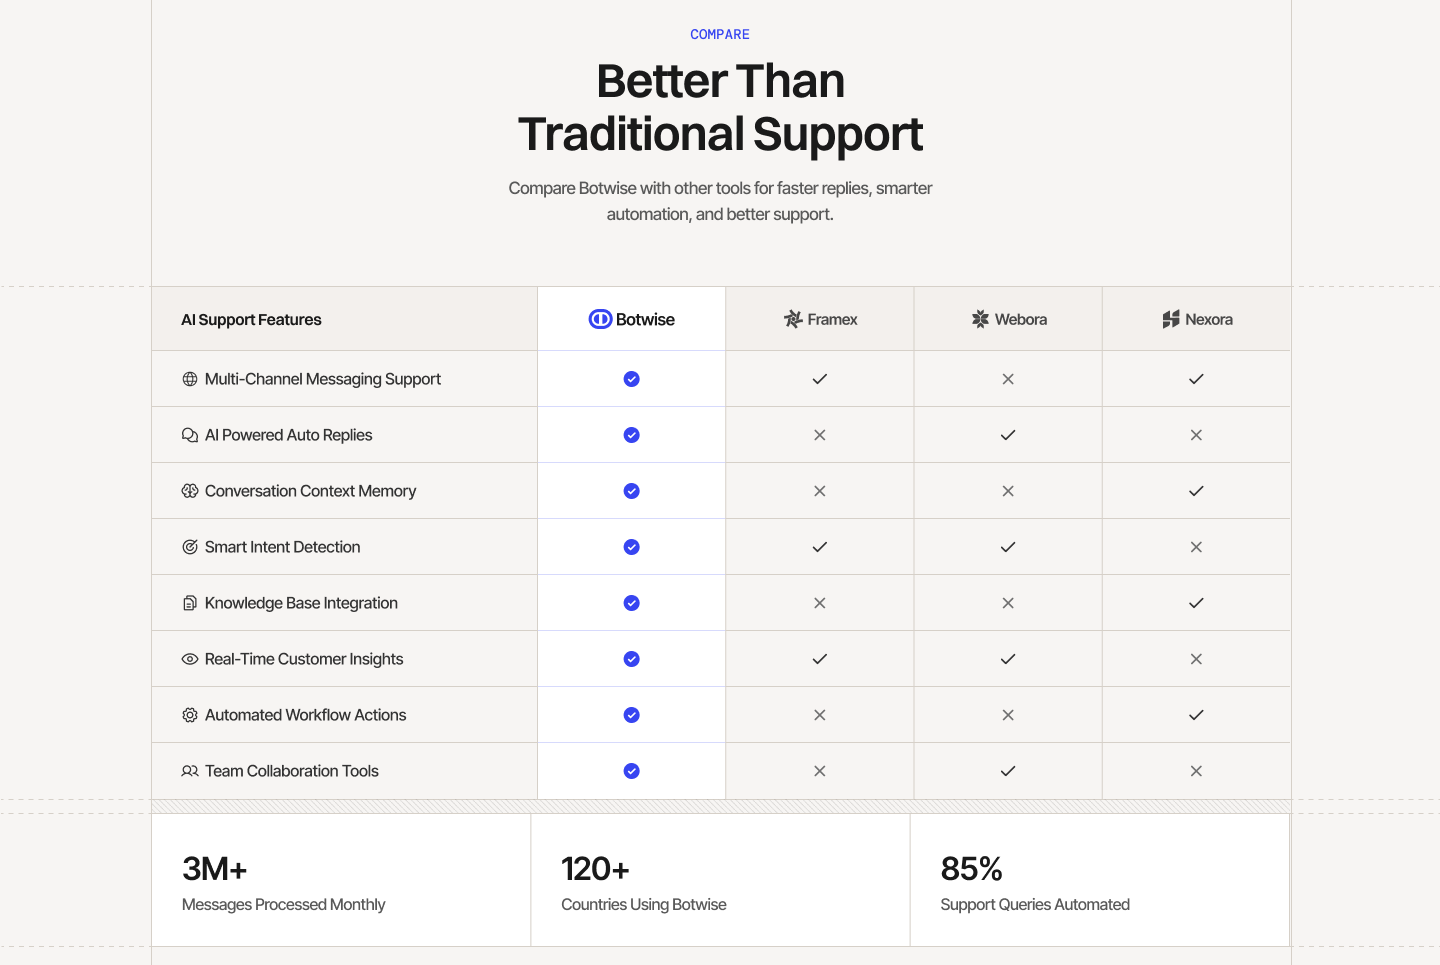 COMPARE
Better Than
Traditional Support
Compare Botwise with other tools for faster replies, smarter
automation, and better support.
AI Support Features
Botwise
Framex
Webora
Nexora
Multi-Channel Messaging Support
AI Powered Auto Replies
Conversation Context Memory
Smart Intent Detection
Knowledge Base Integration
Real-Time Customer Insights
Automated Workflow Actions
Team Collaboration Tools
3M+
Messages Processed Monthly
120+
Countries Using Botwise
85%
Support Queries Automated